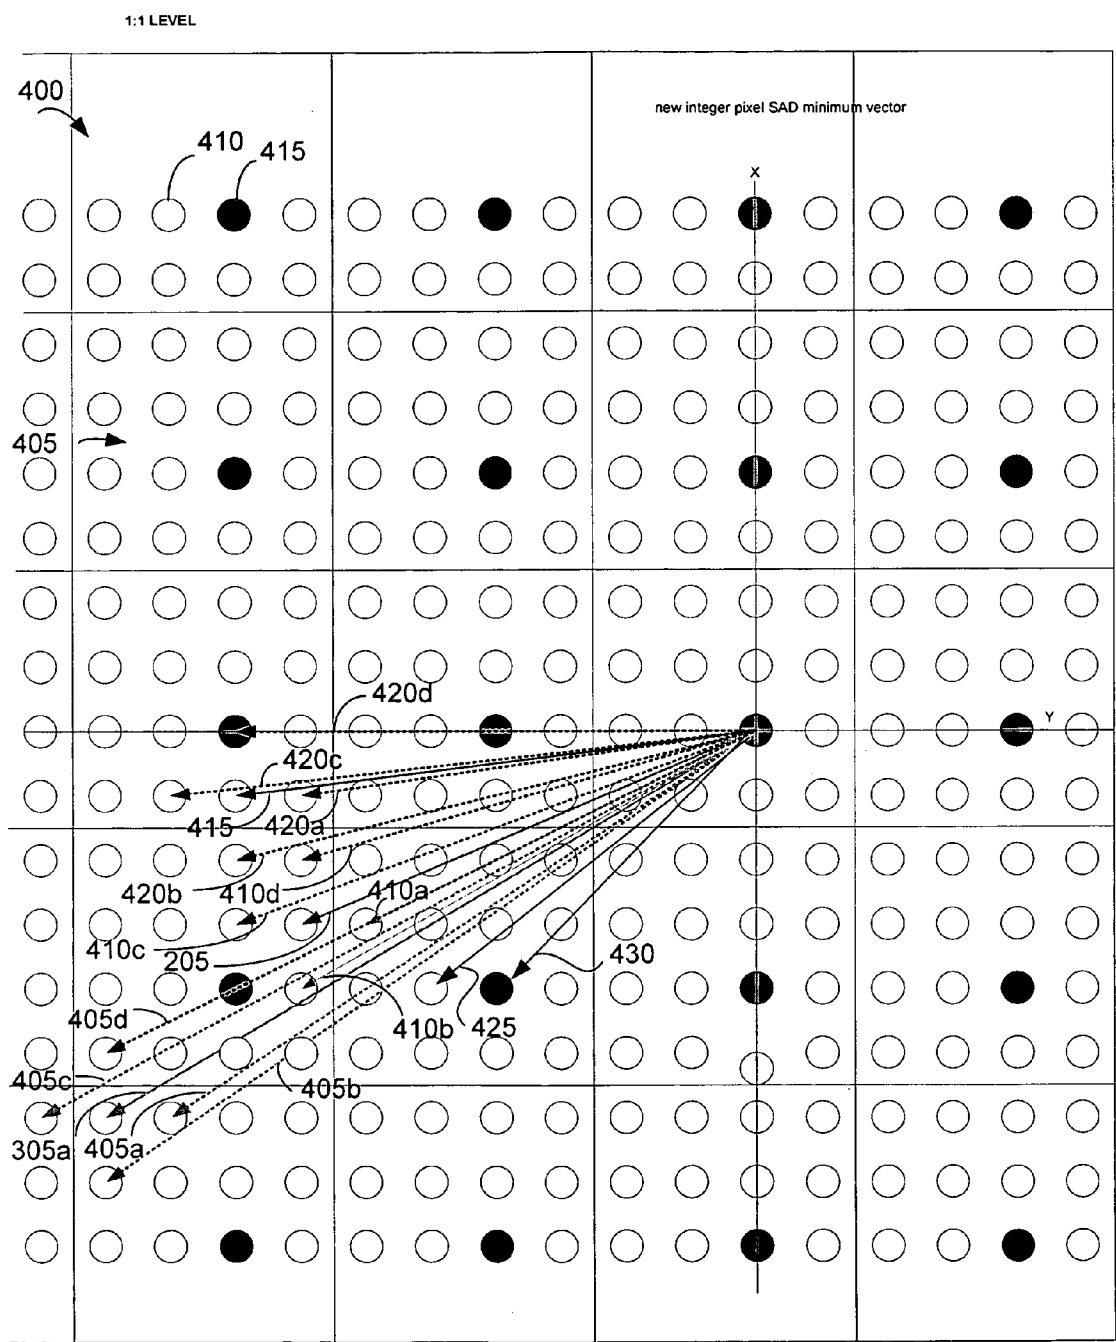 1:1 LEVEL
400
new integer pixel SAD minimum vector
410
415
X
405
420d
Y
420c
415
420a
420b
410d
410a
410c
205
430
405d
410b
425
405c
405b
305a
405a